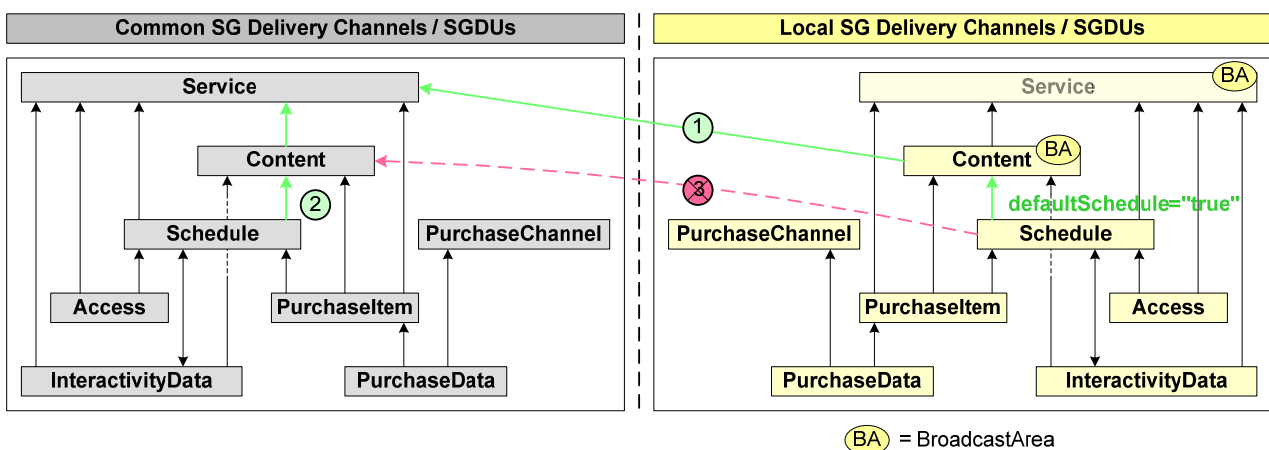 Common SG Delivery Channels / SGDUs
Service
Content
2
Schedule
PurchaseChannel
Access
PurchaseItem
InteractivityData
PurchaseData
1
3
Local SG Delivery Channels / SGDUs
Service
BA
Content
BA
defaultSchedule="true"
PurchaseChannel
Schedule
PurchaseItem
Access
PurchaseData
InteractivityData
BA = BroadcastArea